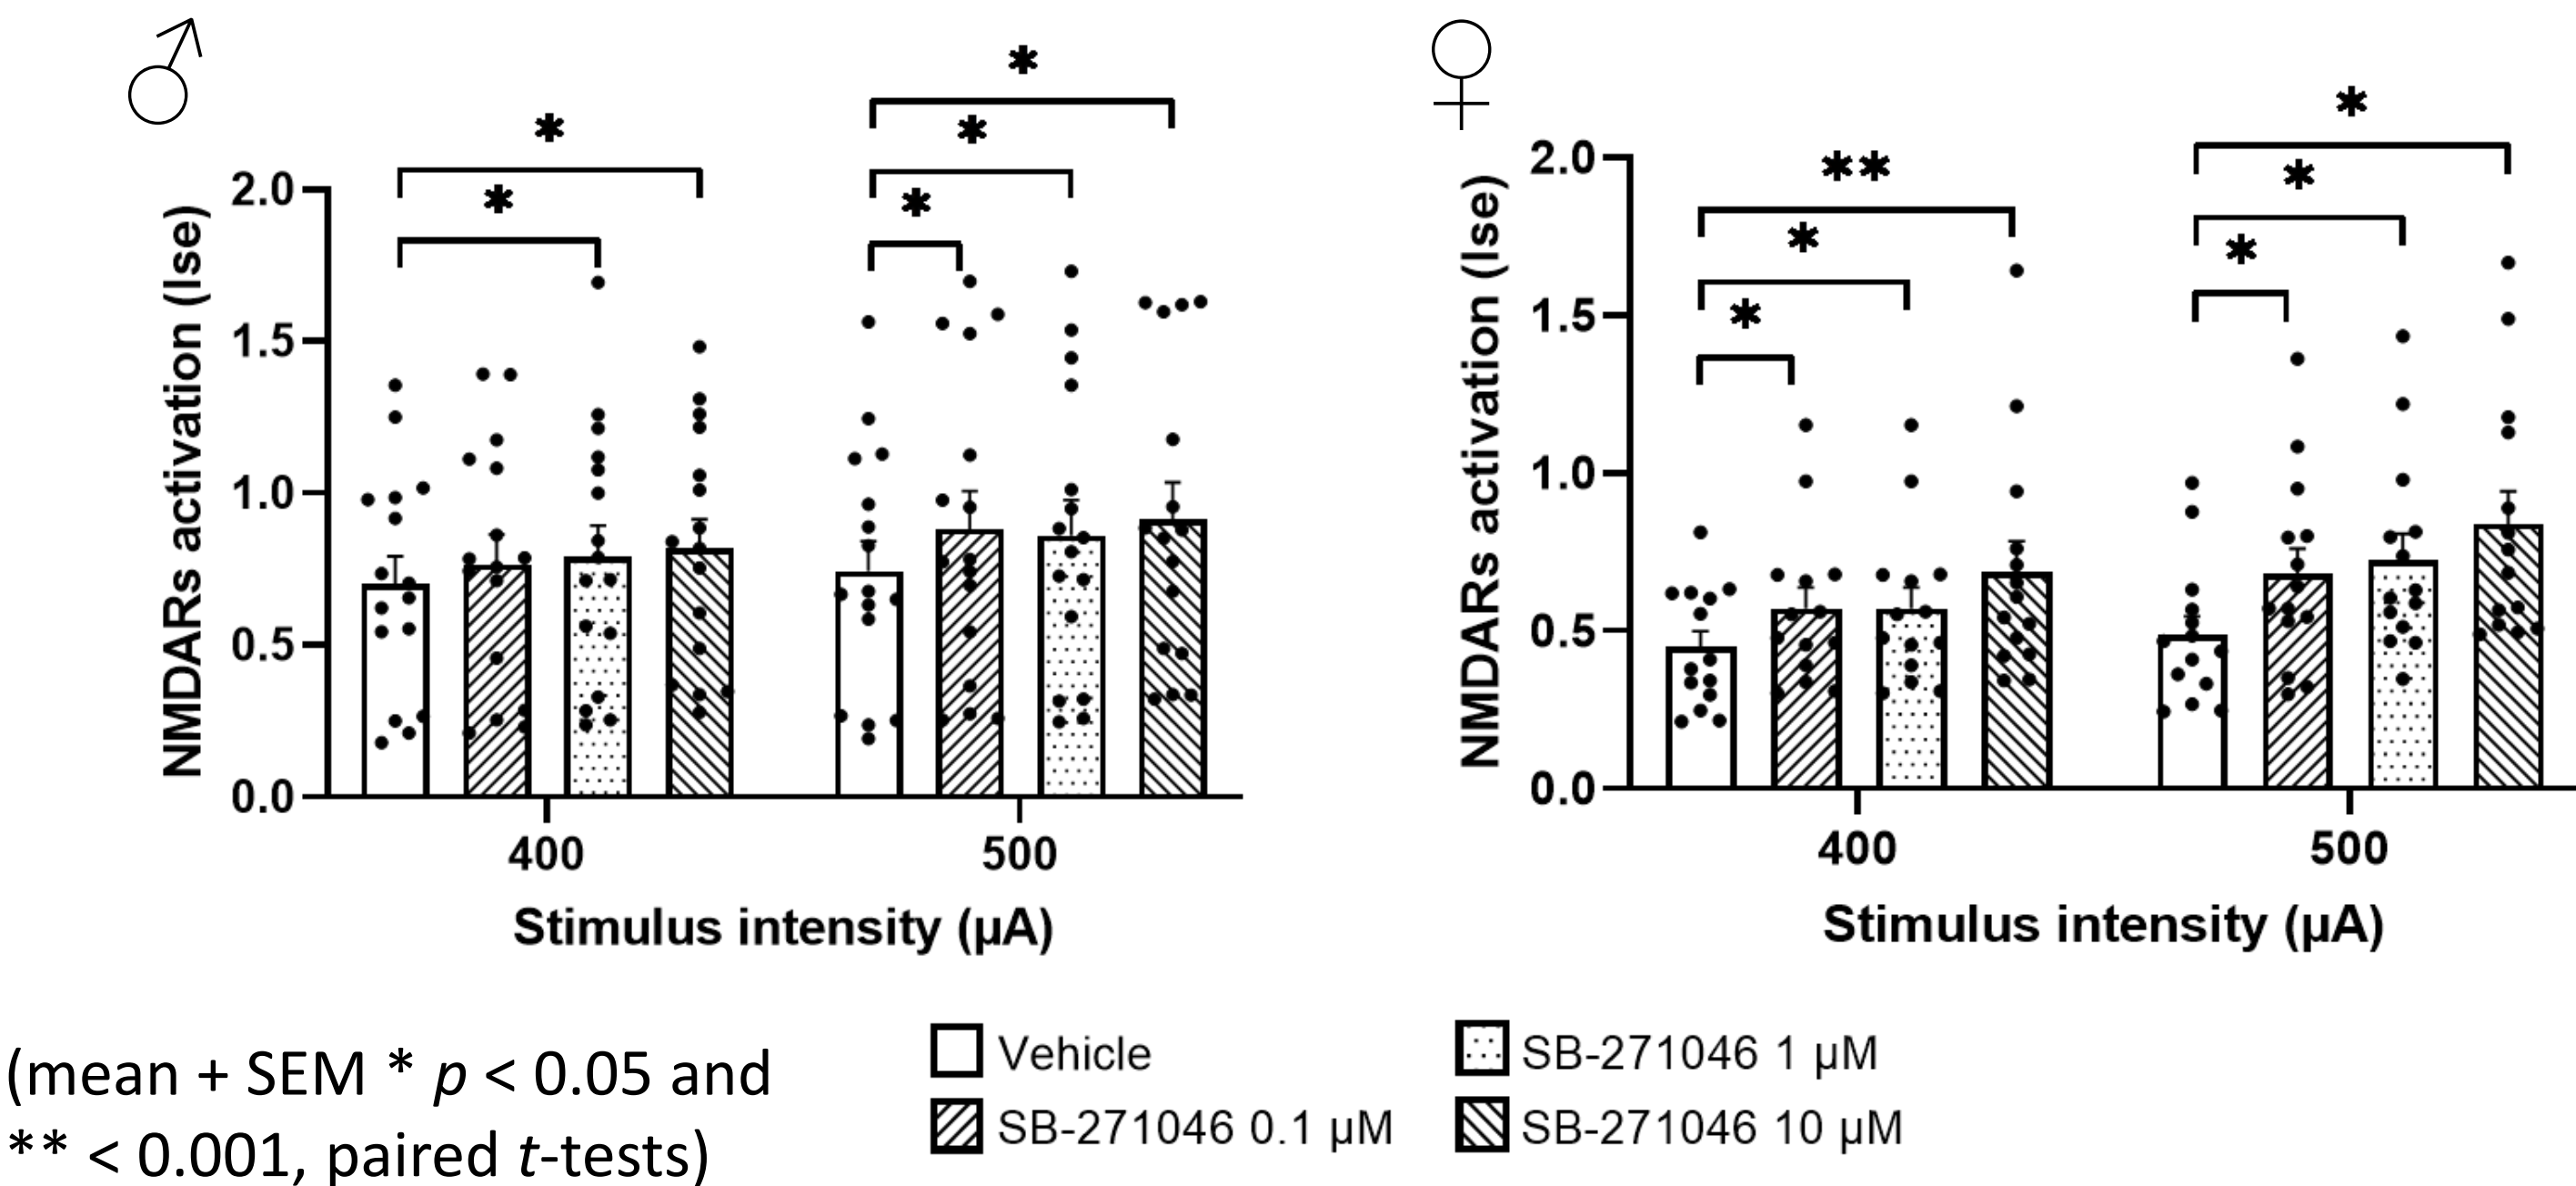 ♂
*
*
*
*
*
NMDARs activation (Ise)
2.0
1.5
1.0
0.5
0.0
400
500
Stimulus intensity (µA)
♀
**
*
*
*
*
*
NMDARs activation (Ise)
2.0
1.5
1.0
0.5
0.0
400
500
Stimulus intensity (µA)
(mean + SEM * p < 0.05 and
** < 0.001, paired t-tests)
Vehicle
SB-271046 0.1 µM
SB-271046 1 µM
SB-271046 10 µM